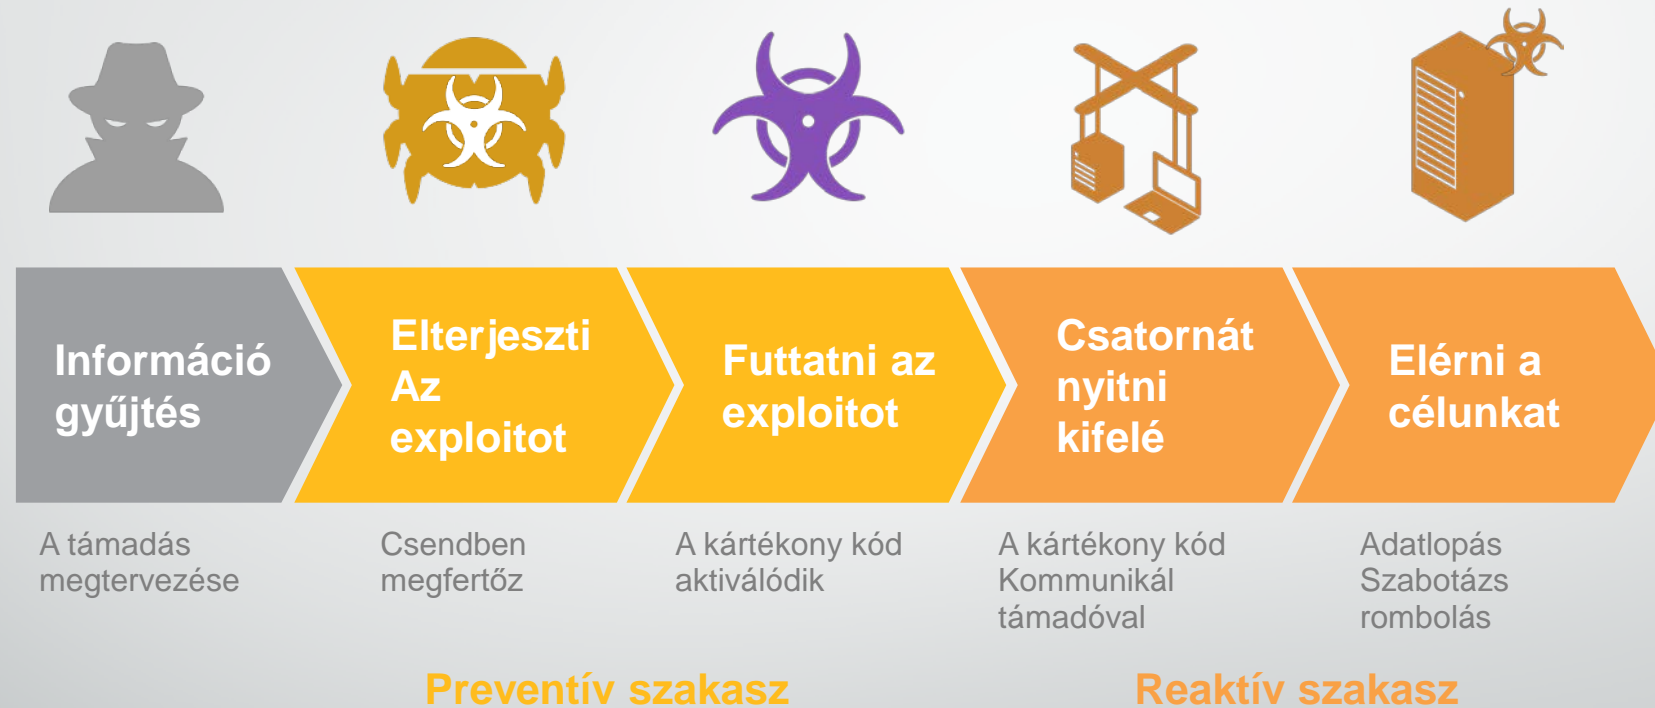 Információ
gyűjtés
Elterjeszti
Az
exploitot
Futtatni az
exploitot
Csatornát
nyitni
kifelé
Elérni a
célunkat
A támadás
megtervezése
Csendben
megfertőz
A kártékony kód
aktiválódik
A kártékony kód
Kommunikál
támadóval
Adatlopás
Szabotázs
rombolás
Preventív szakasz
Reaktív szakasz